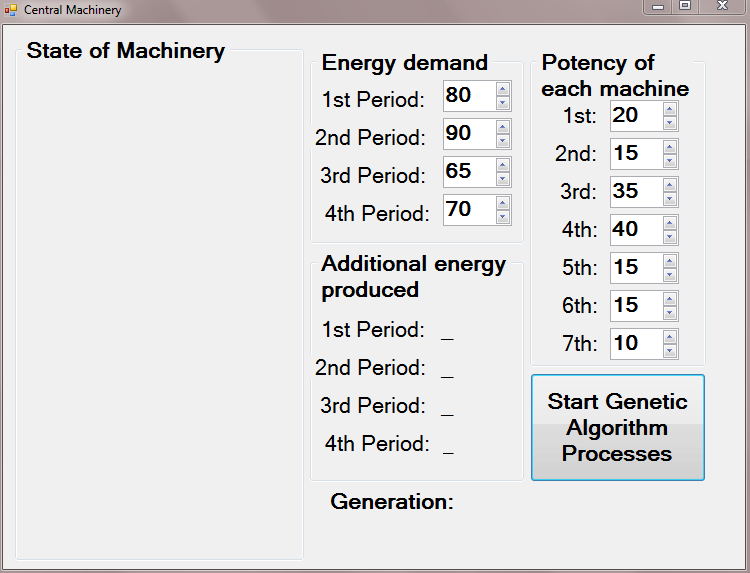 Central Machinery
State of Machinery
Energy demand
1st Period: 80
2nd Period: 90
3rd Period: 65
4th Period: 70
Additional energy
produced
1st Period: _
2nd Period: _
3rd Period: _
4th Period: _
Generation:
Potency of
each machine
1st: 20
2nd: 15
3rd: 35
4th: 40
5th: 15
6th: 15
7th: 10
Start Genetic
Algorithm
Processes